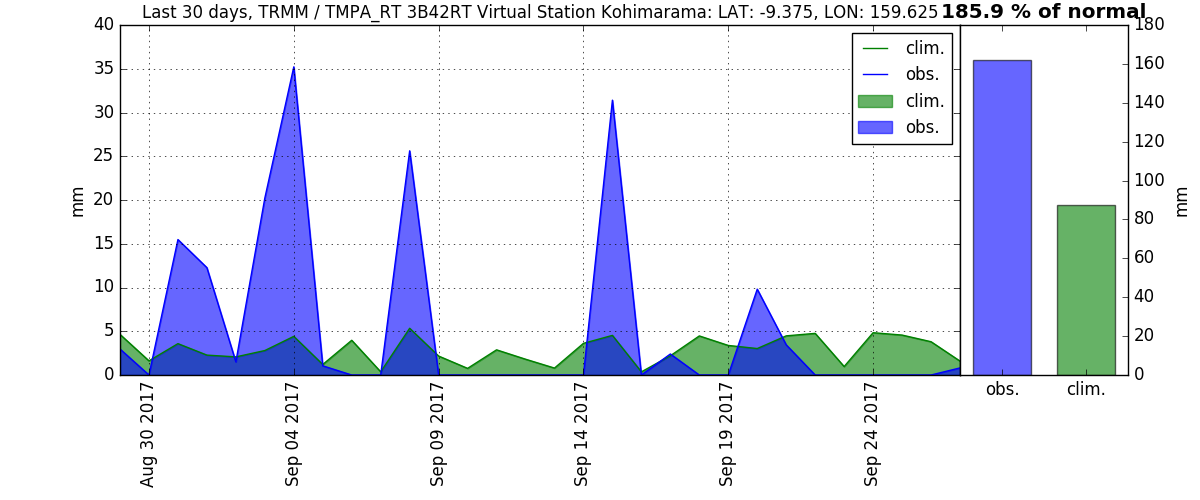 Last 30 days, TRMM / TMPA_RT 3B42RT Virtual Station Kohimarama: LAT: -9.375, LON: 159.625
185.9 % of normal
40
35
30
25
20
15
10
5
0
mm
clim.
obs.
clim.
obs.
Aug 30 2017
Sep 04 2017
Sep 09 2017
Sep 14 2017
Sep 19 2017
Sep 24 2017
180
160
140
120
100
80
60
40
20
0
mm
obs.
clim.